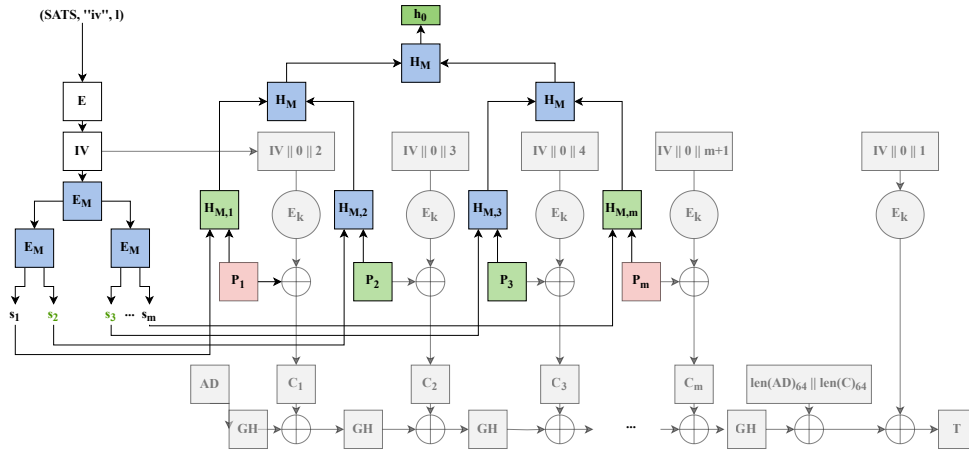 (SATS, "iv", l)
h0
HM
E
HM
HM
IV
IV || 0 || 2
IV || 0 || 3
IV || 0 || 4
IV || 0 || m+1
IV || 0 || 1
EM
HM,1
Ek
HM,2
Ek
HM,3
Ek
HM,m
Ek
Ek
EM
EM
P1
P2
P3
Pm
s1
s2
s3
...
sm
AD
C1
C2
C3
Cm
len(AD)64 || len(C)64
GH
GH
GH
...
GH
T